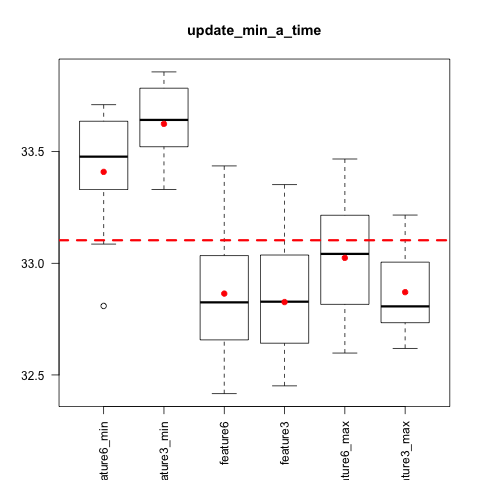 update_min_a_time
33.5
33.0
32.5
ature6_min
ature3_min
feature6
feature3
ture6_max
ture3_max